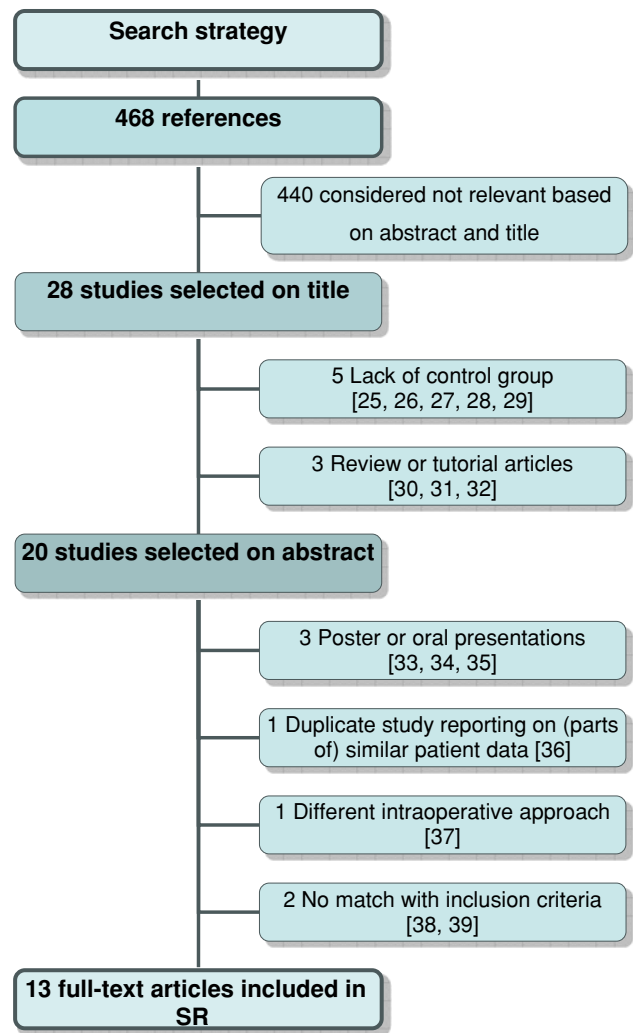 Search strategy
468 references
440 considered not relevant based
on abstract and title
28 studies selected on title
5 Lack of control group
[25, 26, 27, 28, 29]
3 Review or tutorial articles
[30, 31, 32]
20 studies selected on abstract
3 Poster or oral presentations
[33, 34, 35]
1 Duplicate study reporting on (parts
of) similar patient data [36]
1 Different intraoperative approach
[37]
2 No match with inclusion criteria
[38, 39]
13 full-text articles included in
SR